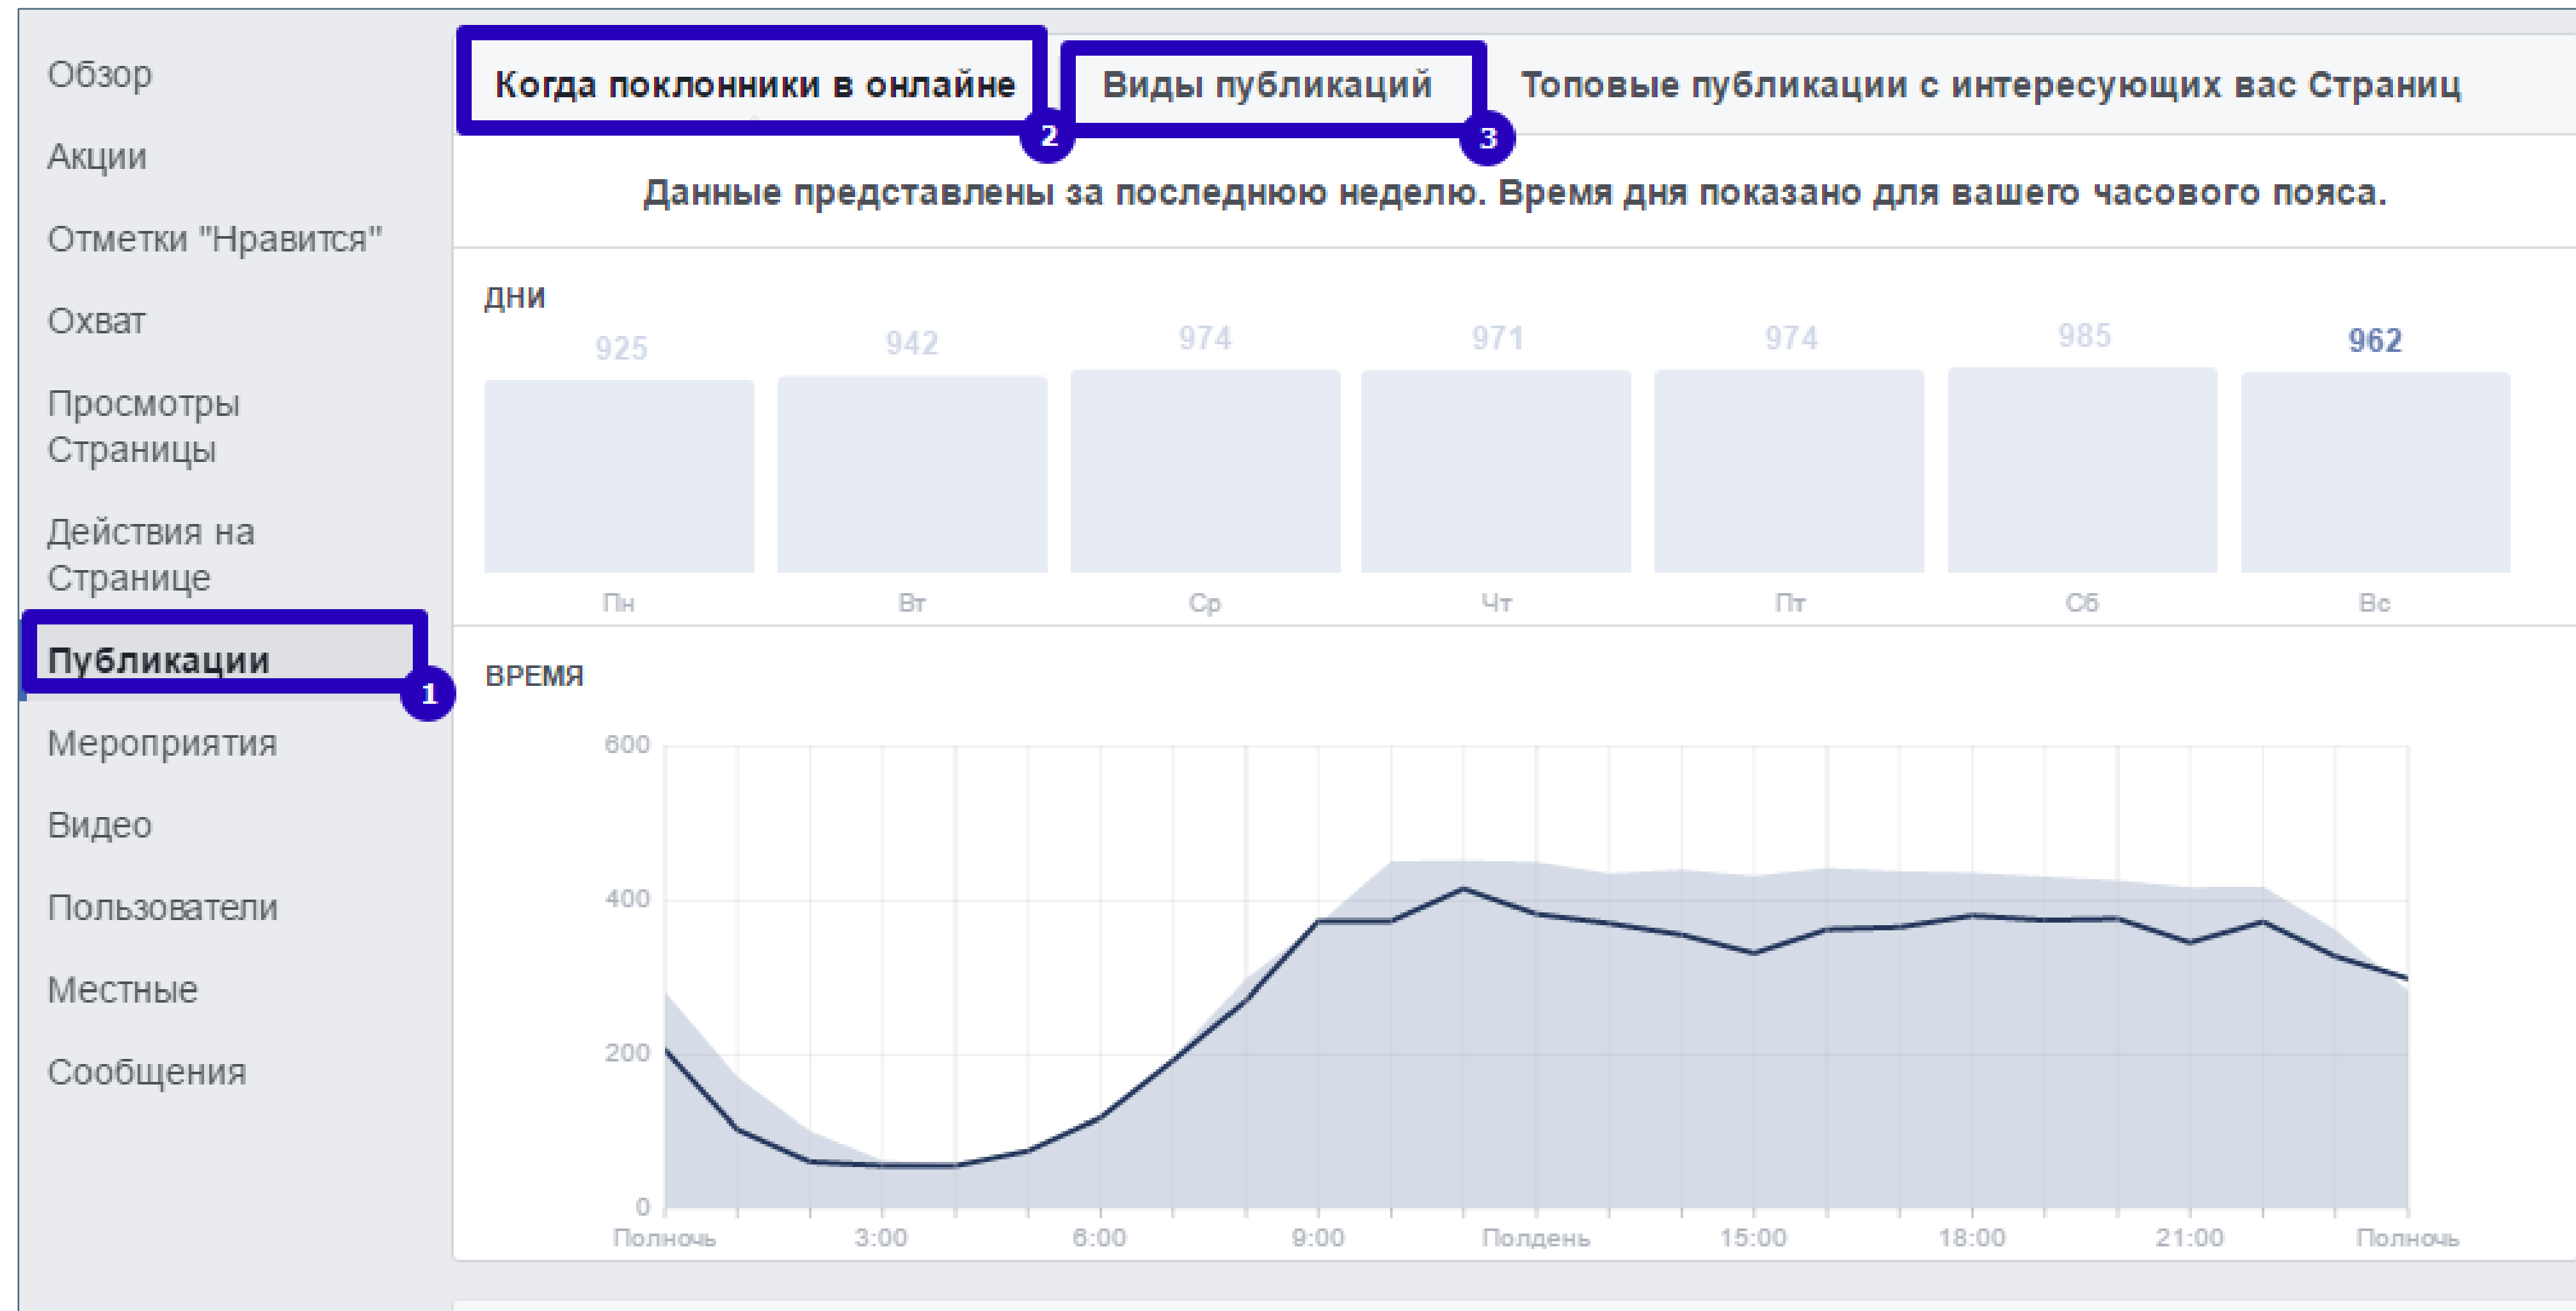 Обзор
Акции
Отметки "Нравится"
Охват
Просмотры
Страницы
Действия на
Странице
Публикации
1
Мероприятия
Видео
Пользователи
Местные
Сообщения
Когда поклонники в онлайне
2
Виды публикаций
3
Топовые публикации с интересующих вас Страниц
Данные представлены за последнюю неделю. Время дня показано для вашего часового пояса.
ДНИ
925 942 974 971 974 985 962
Пн Вт Ср Чт Пт Сб Вс
ВРЕМЯ
600
400
200
0
Полночь 3:00 6:00 9:00 Полдень 15:00 18:00 21:00 Полночь